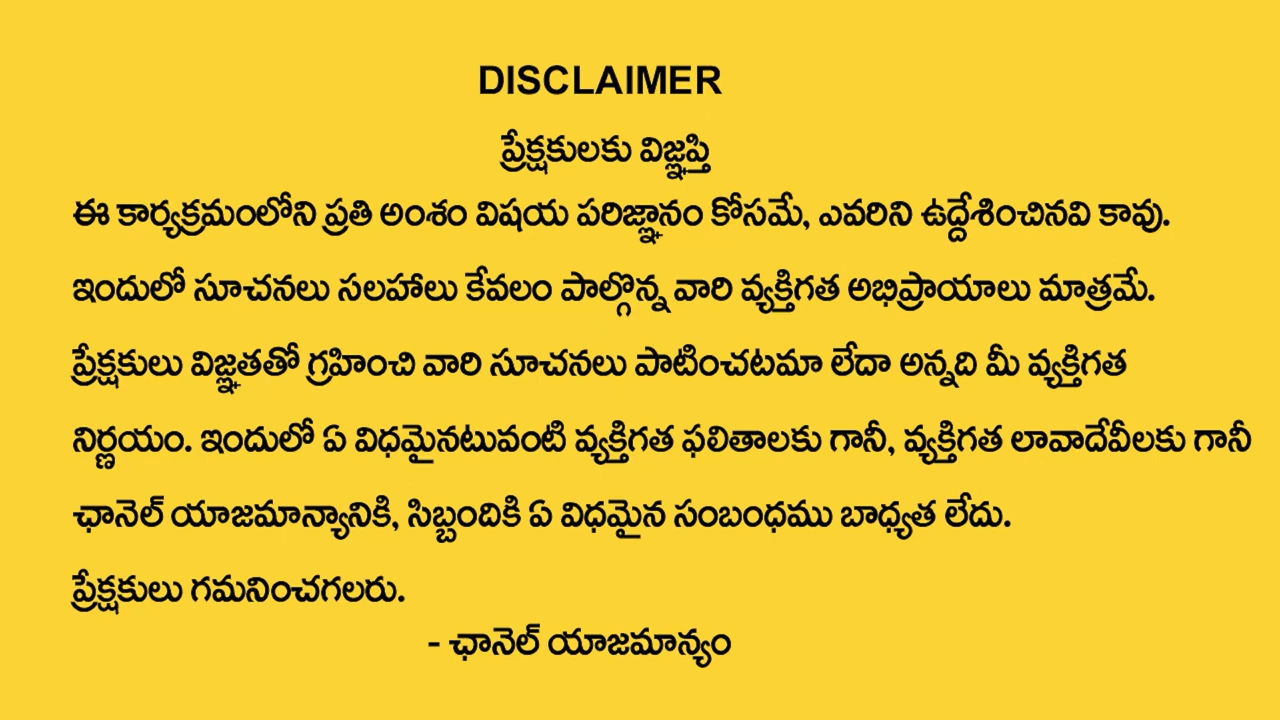 DISCLAIMER
ప్రేక్షకులకు విజ్ఞప్తి
ఈ కార్యక్రమంలోని ప్రతి అంశం విషయ పరిజ్ఞానం కోసమే, ఎవరిని ఉద్దేశించినవి కావు.
ఇందులో సూచనలు సలహాలు కేవలం పాల్గొన్న వారి వ్యక్తిగత అభిప్రాయాలు మాత్రమే.
ప్రేక్షకులు విజ్ఞతతో గ్రహించి వారి సూచనలు పాటించటమా లేదా అన్నది మీ వ్యక్తిగత
నిర్ణయం. ఇందులో ఏ విధమైనటువంటి వ్యక్తిగత ఫలితాలకు గానీ, వ్యక్తిగత లావాదేవీలకు గానీ
ఛానెల్ యాజమాన్యానికి, సిబ్బందికి ఏ విధమైన సంబంధము బాధ్యత లేదు.
ప్రేక్షకులు గమనించగలరు.
- ఛానెల్ యాజమాన్యం